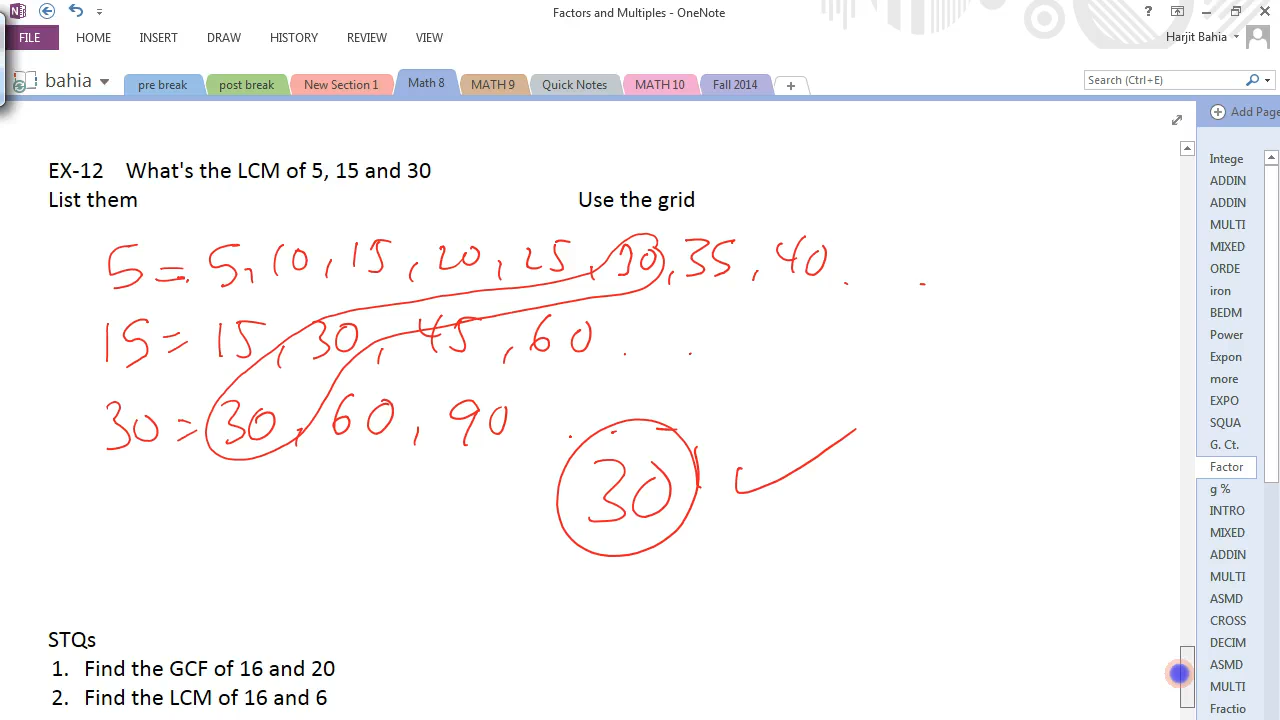 Factors and Multiples - OneNote
FILE HOME INSERT DRAW HISTORY REVIEW VIEW
Harjit Bahia
bahia pre break post break New Section 1 Math 8 MATH 9 Quick Notes MATH 10 Fall 2014
Search (Ctrl+E)
Add Page
EX-12 What's the LCM of 5, 15 and 30
List them Use the grid
5 = 5, 10, 15, 20, 25, 30, 35, 40 . .
15 = 15, 30, 45, 60 . .
30 = 30, 60, 90 . .
30
STQs
1. Find the GCF of 16 and 20
2. Find the LCM of 16 and 6
Intege
ADDIN
ADDIN
MULTI
MIXED
ORDE
iron
BEDM
Power
Expon
more
EXPO
SQUA
G. Ct.
Factor
g %
INTRO
MIXED
ADDIN
MULTI
ASMD
CROSS
DECIM
ASMD
MULTI
Fractio